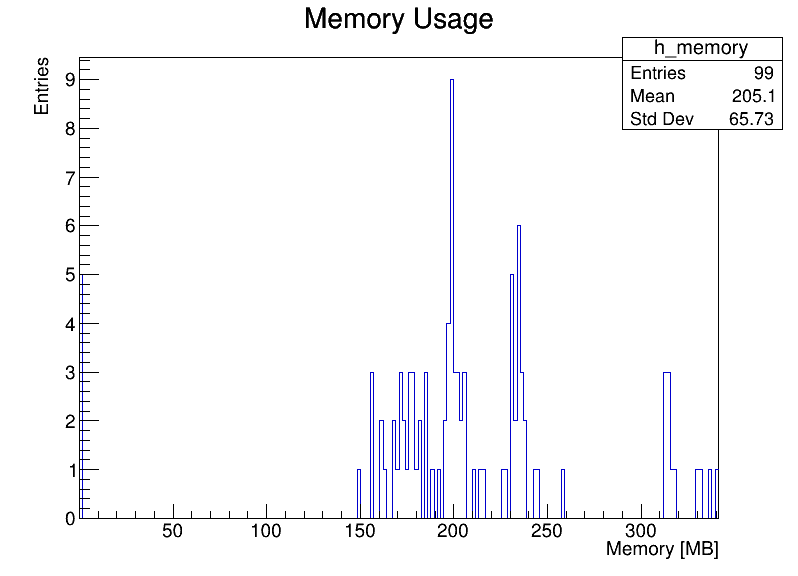 Memory Usage
h_memory
Entries 99
Mean 205.1
Std Dev 65.73
Entries
9
8
7
6
5
4
3
2
1
0
50 100 150 200 250 300
Memory [MB]